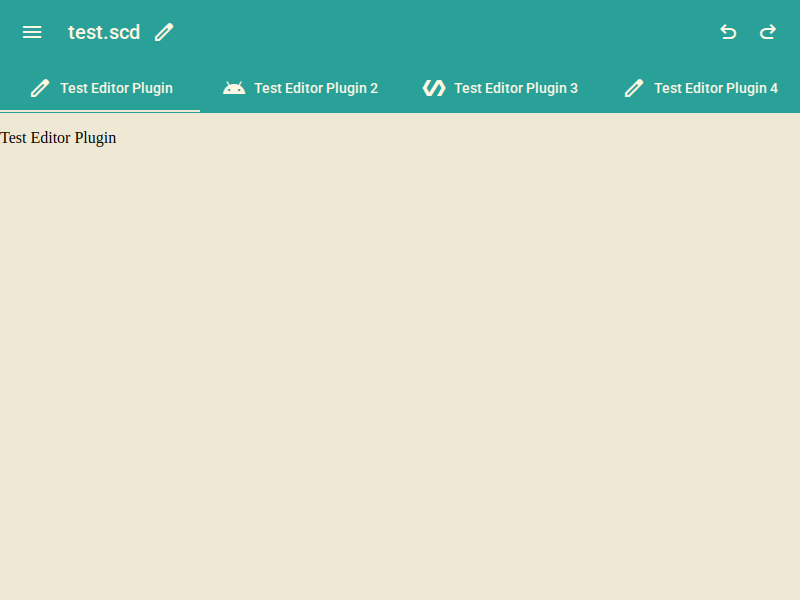 test.scd
Test Editor Plugin
Test Editor Plugin 2
Test Editor Plugin 3
Test Editor Plugin 4
Test Editor Plugin